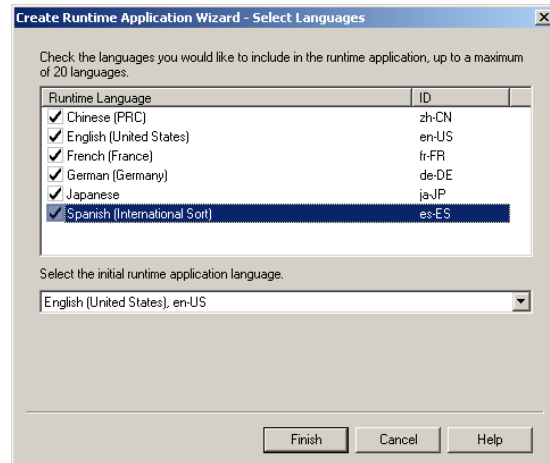 Create Runtime Application Wizard - Select Languages
Check the languages you would like to include in the runtime application, up to a maximum
of 20 languages.
Runtime Language ID
Chinese (PRC) zh-CN
English (United States) en-US
French (France) fr-FR
German (Germany) de-DE
Japanese ja-JP
Spanish (International Sort) es-ES
Select the initial runtime application language.
English (United States), en-US
Finish Cancel Help